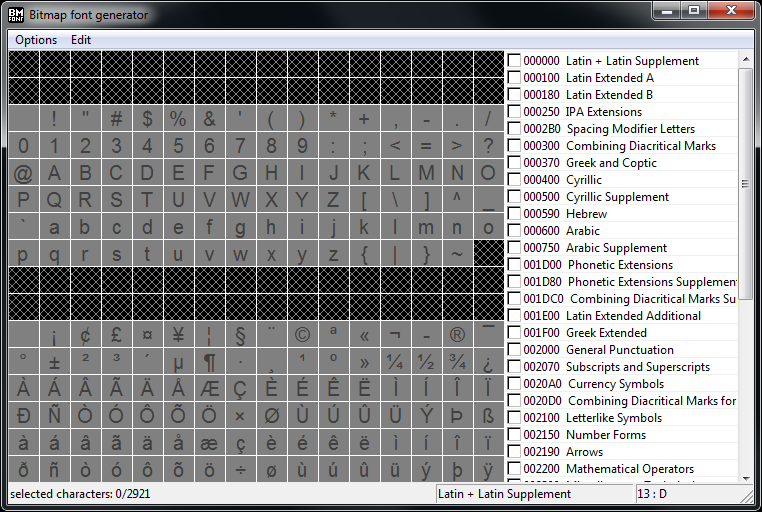 BM
FONT
Bitmap font generator
Options Edit
! " # $ % & ' ( ) * + , - . /
0 1 2 3 4 5 6 7 8 9 : ; < = > ?
@ A B C D E F G H I J K L M N O
P Q R S T U V W X Y Z [ \ ] ^ _
` a b c d e f g h i j k l m n o
p q r s t u v w x y z { | } ~
¡ ¢ £ ¤ ¥ ¦ § ¨ © ª « ¬ - ® ¯
° ± ² ³ ´ µ ¶ · ¸ ¹ º » ¼ ½ ¾ ¿
À Á Â Ã Ä Å Æ Ç È É Ê Ë Ì Í Î Ï
Ð Ñ Ò Ó Ô Õ Ö × Ø Ù Ú Û Ü Ý Þ ß
à á â ã ä å æ ç è é ê ë ì í î ï
ð ñ ò ó ô õ ö ÷ ø ù ú û ü ý þ ÿ
000000 Latin + Latin Supplement
000100 Latin Extended A
000180 Latin Extended B
000250 IPA Extensions
0002B0 Spacing Modifier Letters
000300 Combining Diacritical Marks
000370 Greek and Coptic
000400 Cyrillic
000500 Cyrillic Supplement
000590 Hebrew
000600 Arabic
000750 Arabic Supplement
001D00 Phonetic Extensions
001D80 Phonetic Extensions Supplemen
001DC0 Combining Diacritical Marks Su
001E00 Latin Extended Additional
001F00 Greek Extended
002000 General Punctuation
002070 Subscripts and Superscripts
0020A0 Currency Symbols
0020D0 Combining Diacritical Marks for
002100 Letterlike Symbols
002150 Number Forms
002190 Arrows
002200 Mathematical Operators
selected characters: 0/2921
Latin + Latin Supplement
13 : D